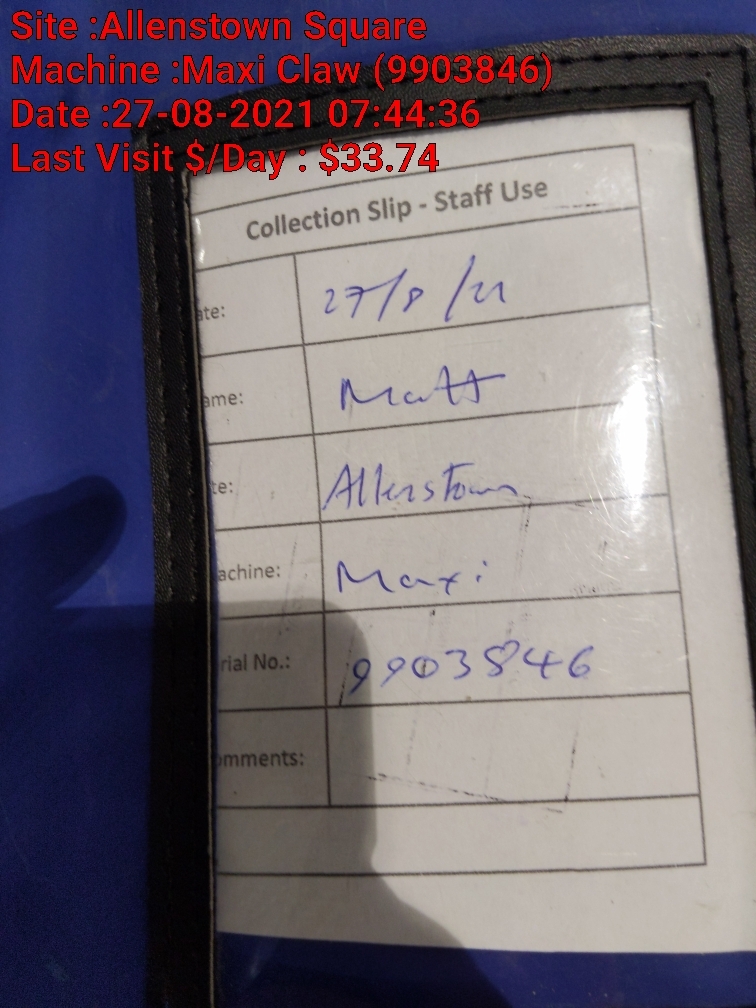 Site :Allenstown Square
Machine :Maxi Claw (9903846)
Date :27-08-2021 07:44:36
Last Visit $/Day : $33.74
Collection Slip - Staff Use
ate: 27/8/21
ame: Matt
te: Allenstown
achine: Maxi
rial No.: 9903846
omments: